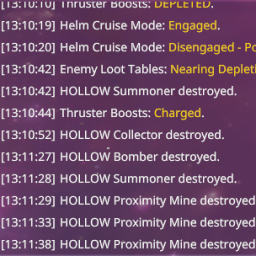 [13:10:10] Thruster Boosts: DEPLETED.
[13:10:19] Helm Cruise Mode: Engaged.
[13:10:20] Helm Cruise Mode: Disengaged - Po
[13:10:42] Enemy Loot Tables: Nearing Depleti
[13:10:42] HOLLOW Summoner destroyed.
[13:10:44] Thruster Boosts: Charged.
[13:10:52] HOLLOW Collector destroyed.
[13:11:27] HOLLOW Bomber destroyed.
[13:11:28] HOLLOW Summoner destroyed.
[13:11:29] HOLLOW Proximity Mine destroyed
[13:11:33] HOLLOW Proximity Mine destroyed
[13:11:38] HOLLOW Proximity Mine destroyed